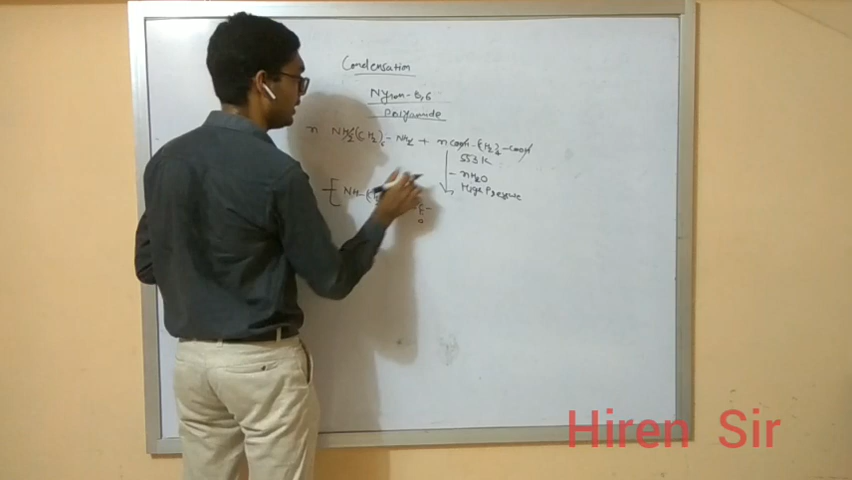 Condensation
Nylon-6,6
Polyamide
n NH2-(CH2)6-NH2 + n COOH-(CH2)4-COOH
553 K
- nH2O
High Pressure
[ NH-
C-
O
Hiren Sir